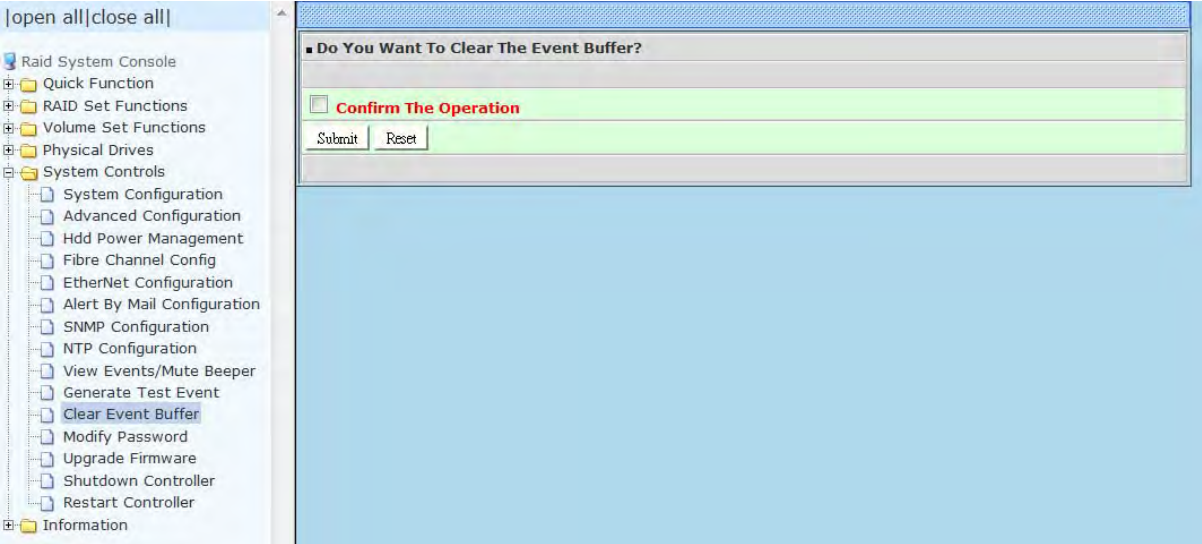 |open all|close all|
Raid System Console
Quick Function
RAID Set Functions
Volume Set Functions
Physical Drives
System Controls
System Configuration
Advanced Configuration
Hdd Power Management
Fibre Channel Config
EtherNet Configuration
Alert By Mail Configuration
SNMP Configuration
NTP Configuration
View Events/Mute Beeper
Generate Test Event
Clear Event Buffer
Modify Password
Upgrade Firmware
Shutdown Controller
Restart Controller
Information
Do You Want To Clear The Event Buffer?
Confirm The Operation
Submit Reset